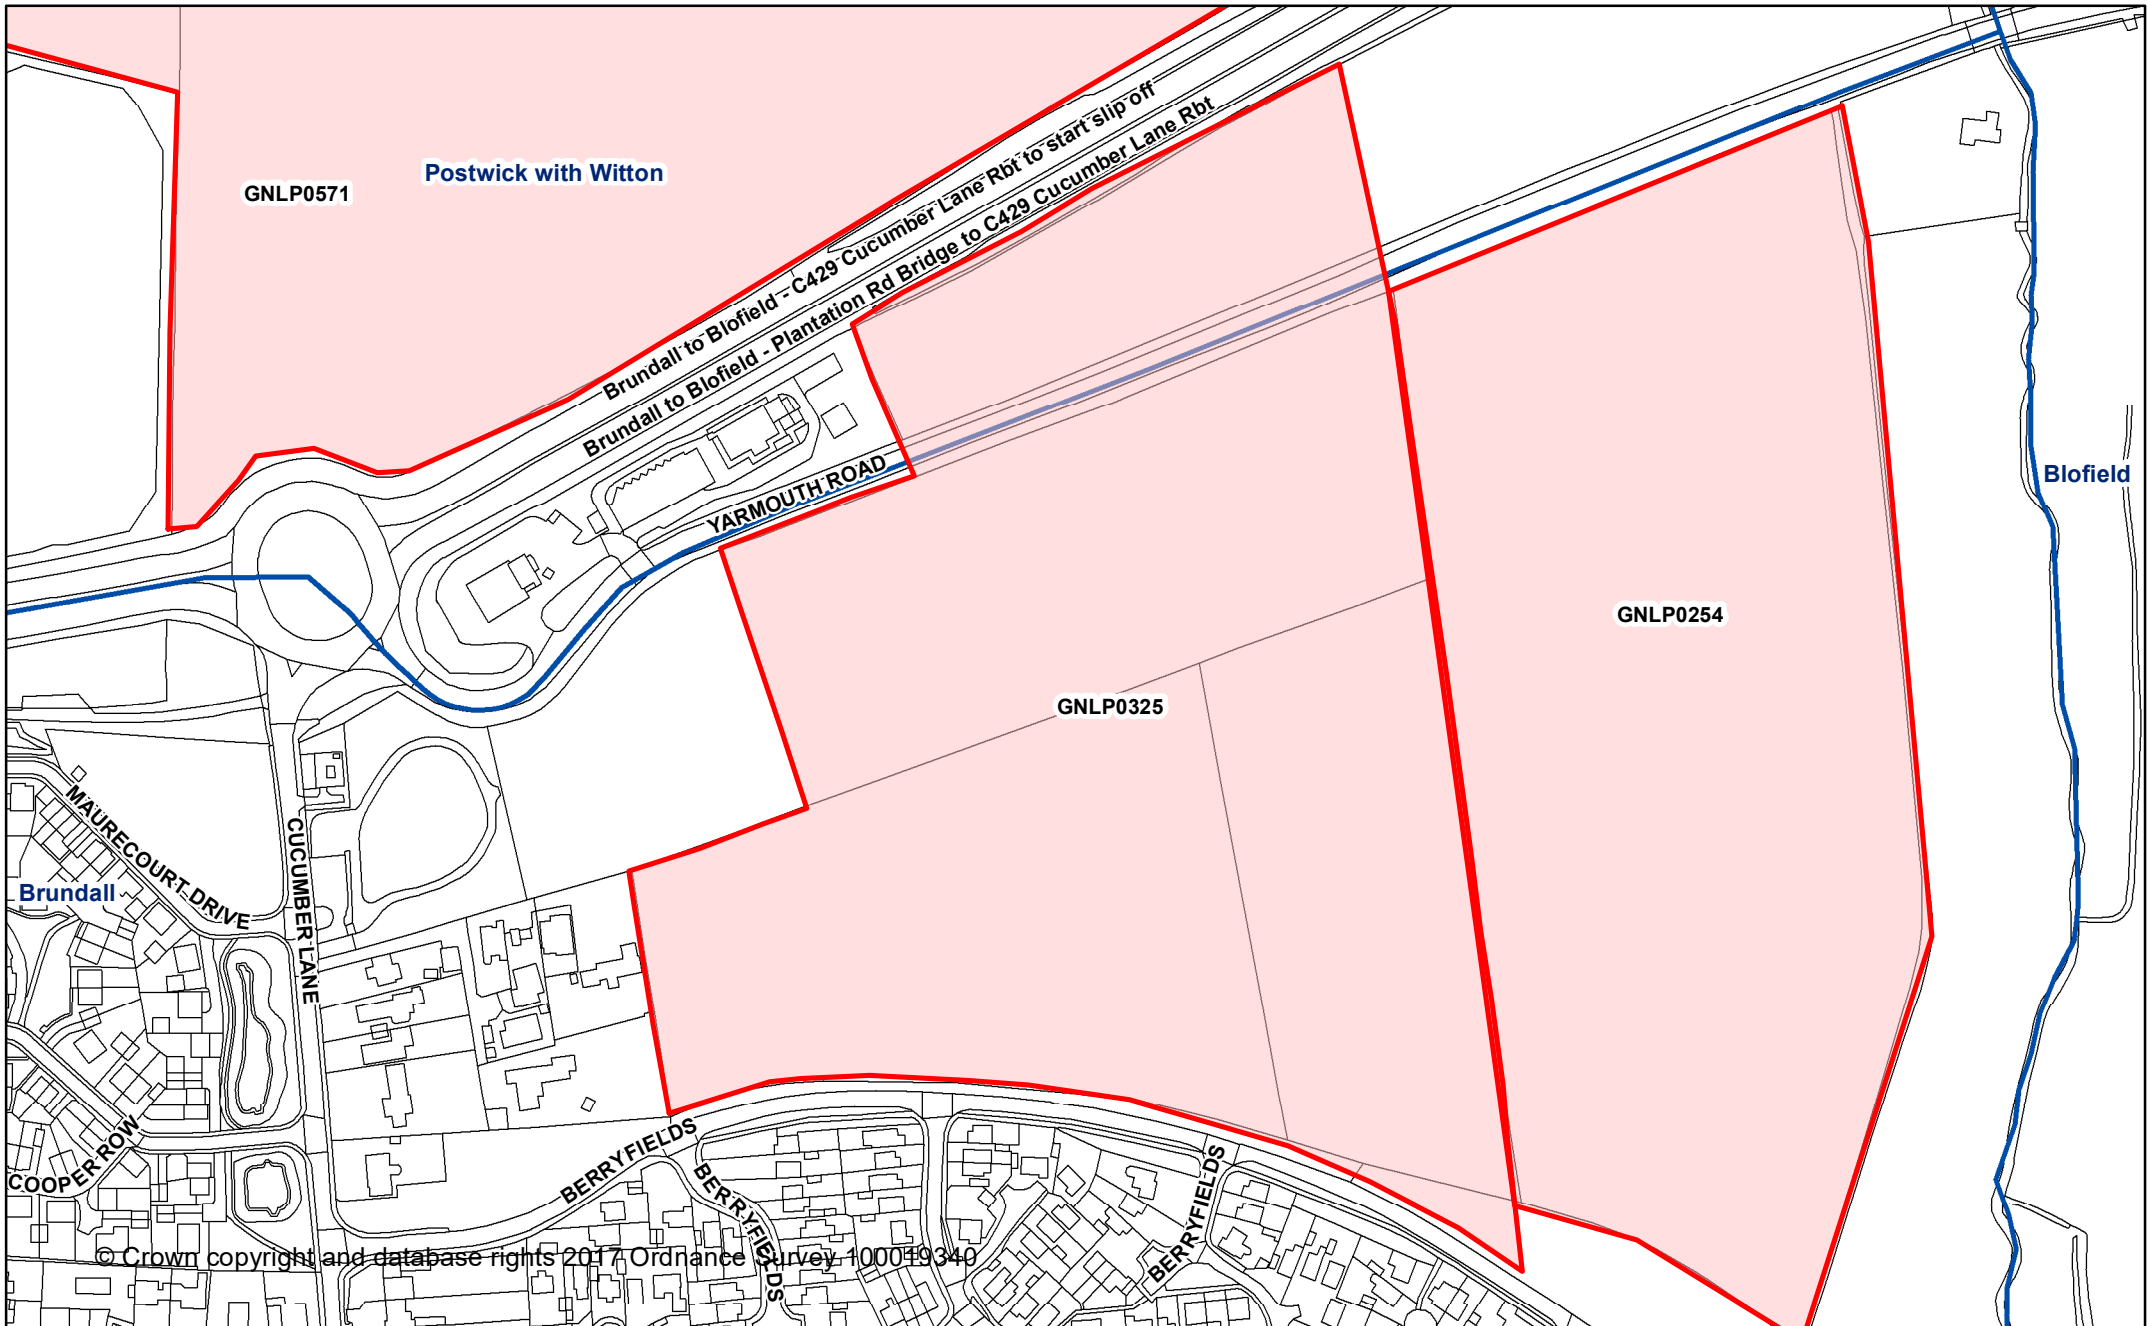 Brundall to Blofield - C429 Cucumber Lane Rbt to start slip off
Brundall to Blofield - Plantation Rd Bridge to C429 Cucumber Lane Rbt
Postwick with Witton
GNLP0571
YARMOUTH ROAD
Blofield
GNLP0254
GNLP0325
MAURECOURT DRIVE
CUCUMBER LANE
Brundall
COOPER ROW
BERRYFIELDS
BERRYFIELDS
BERRYFIELDS
© Crown copyright and database rights 2017 Ordnance Survey 100019340